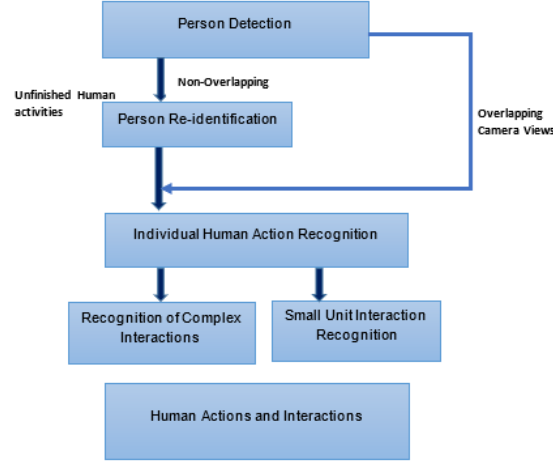 Person Detection
Non-Overlapping
Unfinished Human
activities
Person Re-identification
Overlapping
Camera Views
Individual Human Action Recognition
Recognition of Complex
Interactions
Small Unit Interaction
Recognition
Human Actions and Interactions